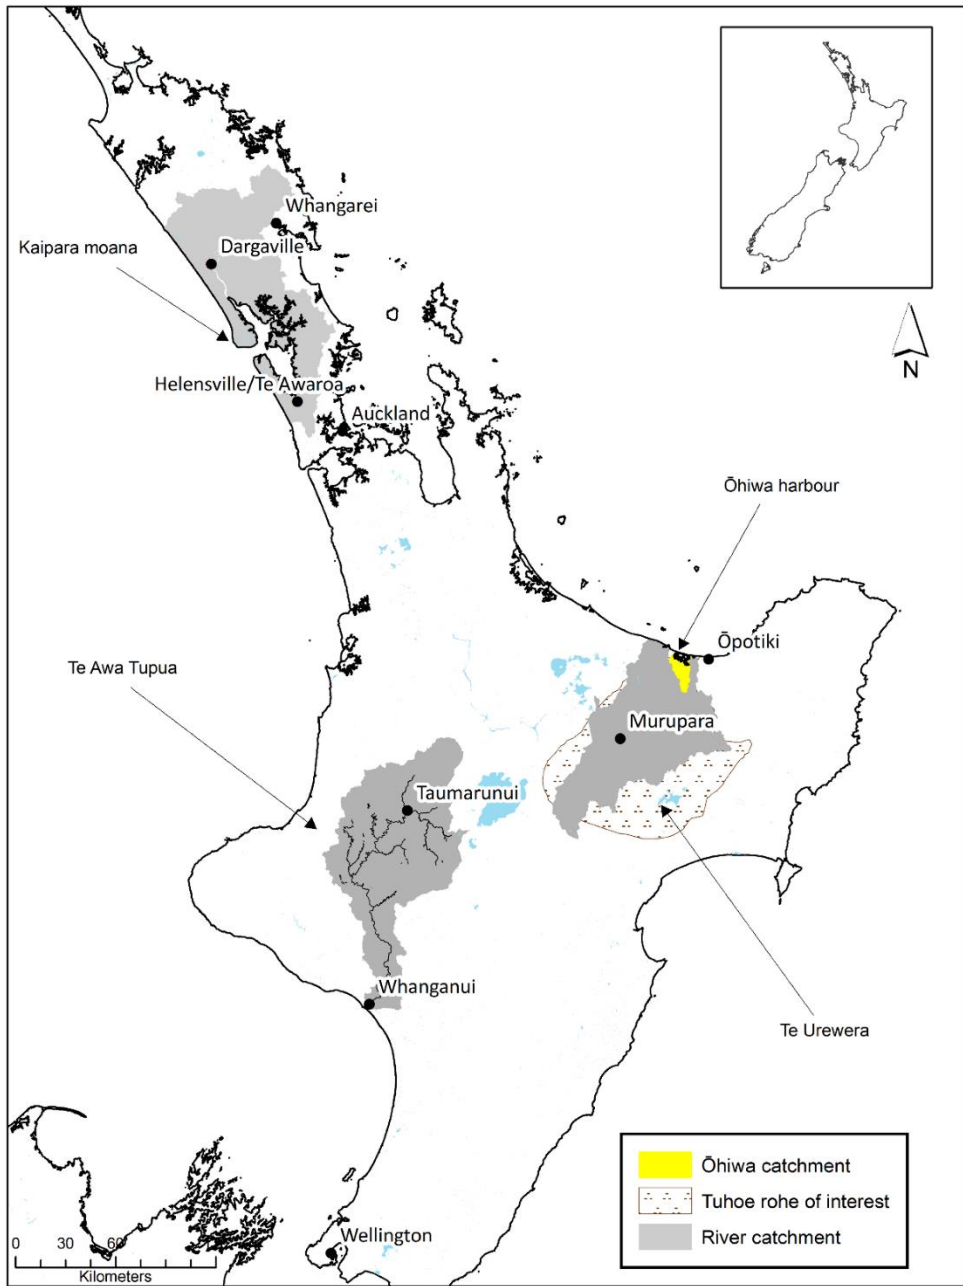 Whangarei
Dargaville
Kaipara moana
Helensville/Te Awaroa
Auckland
N
Ōhiwa harbour
Ōpotiki
Te Awa Tupua
Murupara
Taumarunui
Whanganui
Te Urewera
Wellington
0 30 60
Kilometers
Ōhiwa catchment
Tuhoe rohe of interest
River catchment